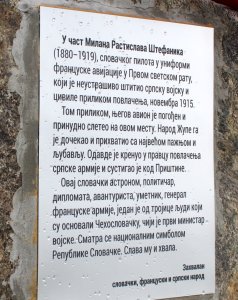 У част Милана Растислава Штефаника
(1880–1919), словачког пилота у униформи
француске авијације у Првом светском рату,
који је неустрашиво штитио српску војску и
цивиле приликом повлачења, новембра 1915.
Том приликом, његов авион је погођен и
принудно слетео на овом месту. Народ Жупе га
је дочекао и прихватио са највећом пажњом и
љубављу. Одавде је кренуо у правцу повлачења
српске армије и сустигао је код Приштине.
Овај словачки астроном, политичар,
дипломата, авантуриста, уметник, генерал
француске армије, један је од тројице људи који
су основали Чехословачку, чији је први министар
војске. Сматра се националним симболом
Републике Словачке. Слава му и хвала.
Захвалан
словачки, француски и српски народ